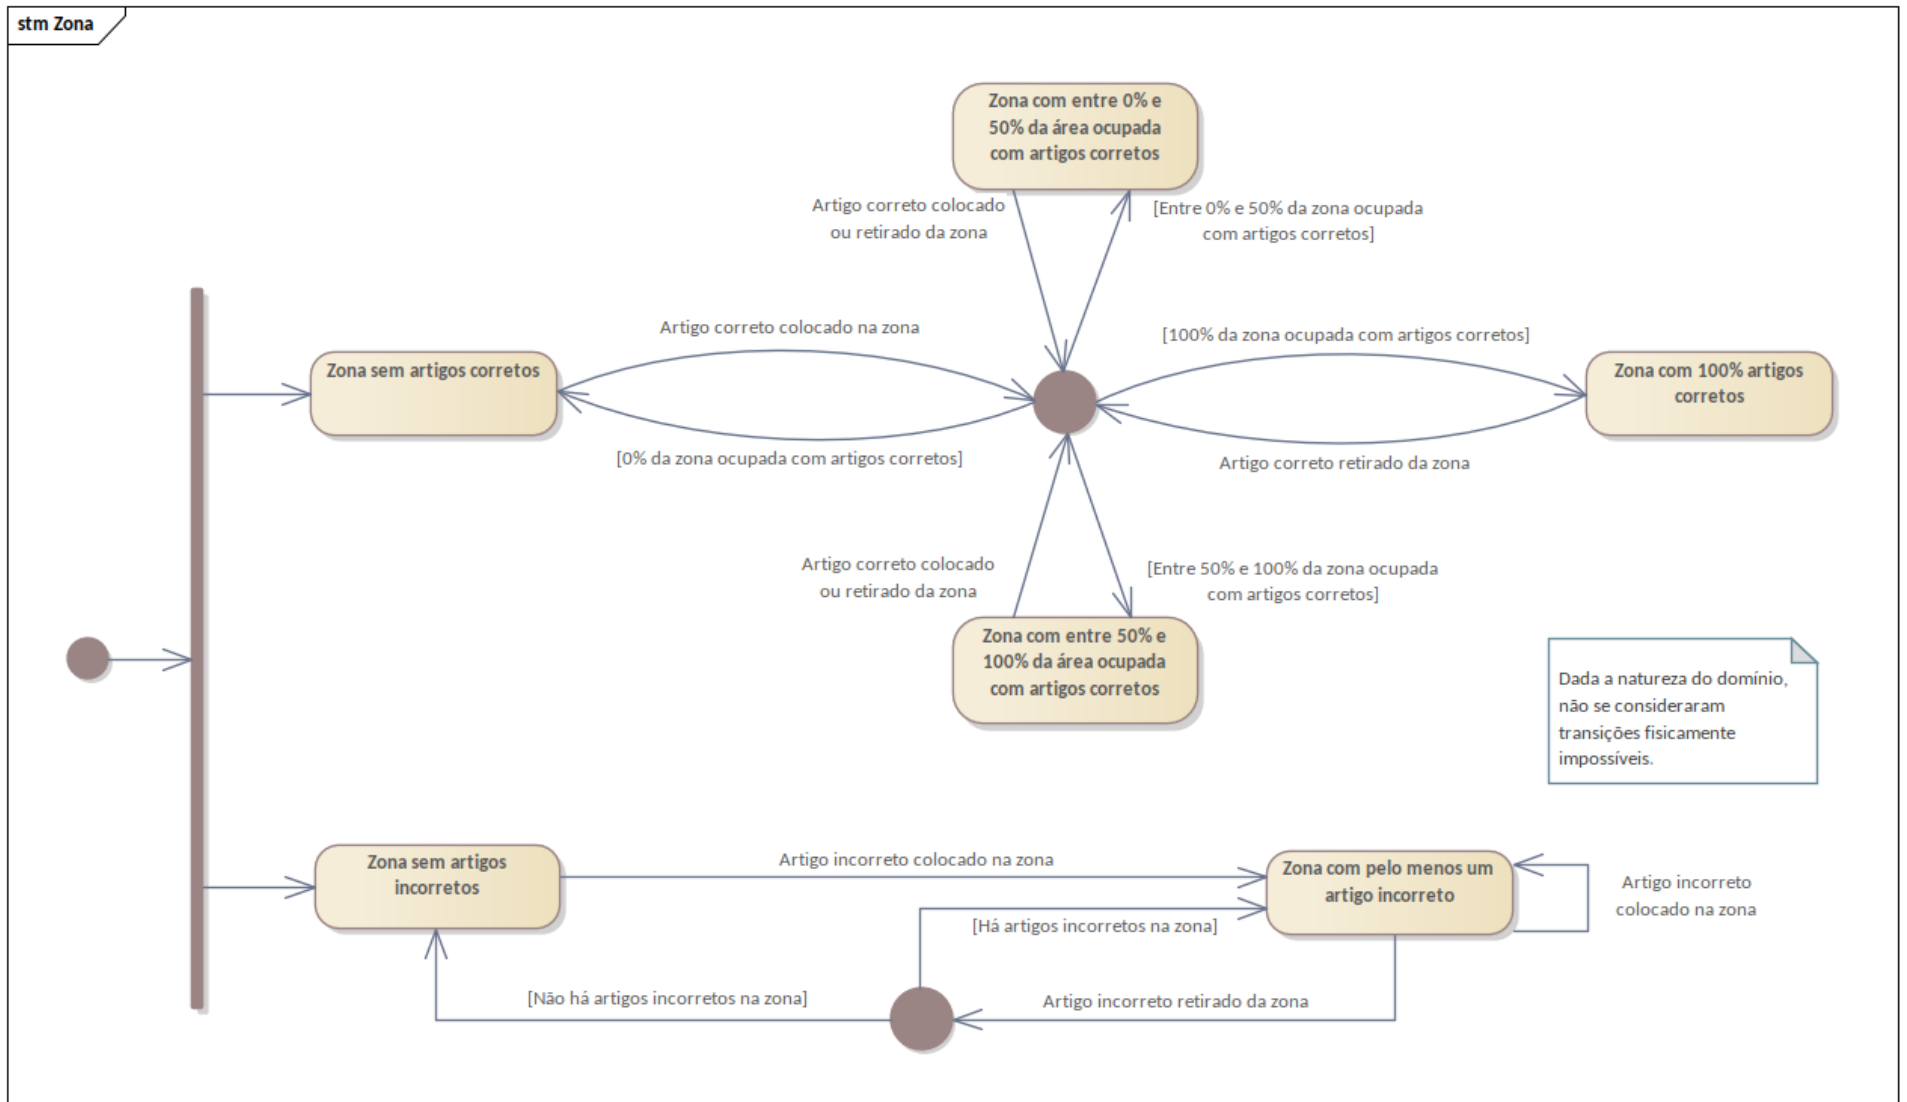 stm Zona
Zona com entre 0% e
50% da área ocupada
com artigos corretos
Artigo correto colocado
ou retirado da zona
[Entre 0% e 50% da zona ocupada
com artigos corretos]
Artigo correto colocado na zona
[100% da zona ocupada com artigos corretos]
Zona sem artigos corretos
Zona com 100% artigos
corretos
[0% da zona ocupada com artigos corretos]
Artigo correto retirado da zona
Artigo correto colocado
ou retirado da zona
[Entre 50% e 100% da zona ocupada
com artigos corretos]
Zona com entre 50% e
100% da área ocupada
com artigos corretos
Dada a natureza do domínio,
não se consideraram
transições fisicamente
impossíveis.
Zona sem artigos
incorretos
Artigo incorreto colocado na zona
Zona com pelo menos um
artigo incorreto
Artigo incorreto
colocado na zona
[Há artigos incorretos na zona]
[Não há artigos incorretos na zona]
Artigo incorreto retirado da zona